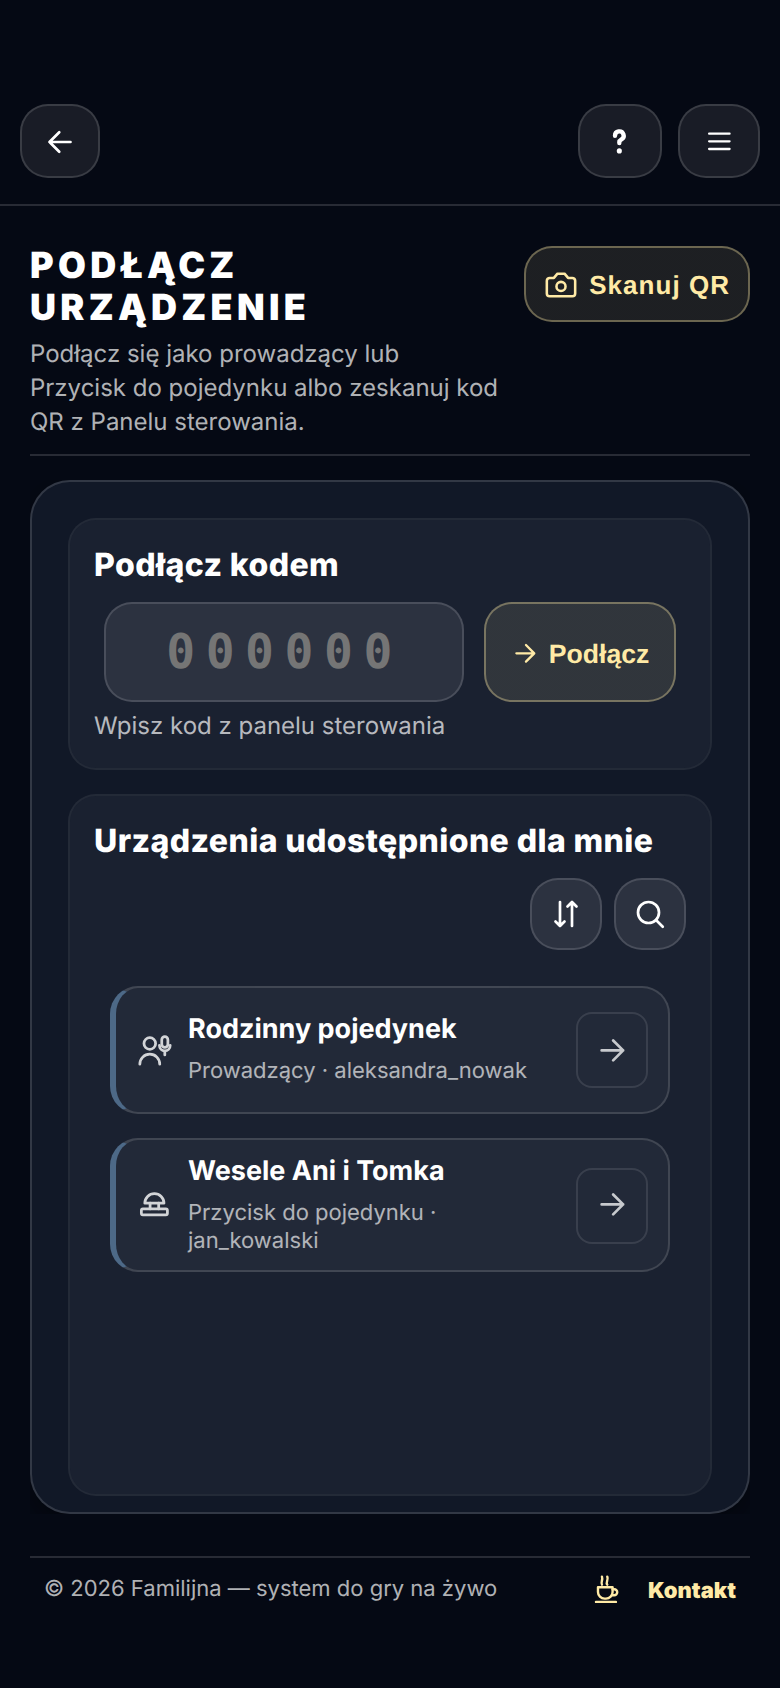 ?
PODŁĄCZ
URZĄDZENIE
Skanuj QR
Podłącz się jako prowadzący lub
Przycisk do pojedynku albo zeskanuj kod
QR z Panelu sterowania.
Podłącz kodem
000000
Podłącz
Wpisz kod z panelu sterowania
Urządzenia udostępnione dla mnie
Rodzinny pojedynek
Prowadzący · aleksandra_nowak
Wesele Ani i Tomka
Przycisk do pojedynku ·
jan_kowalski
© 2026 Familijna — system do gry na żywo
Kontakt